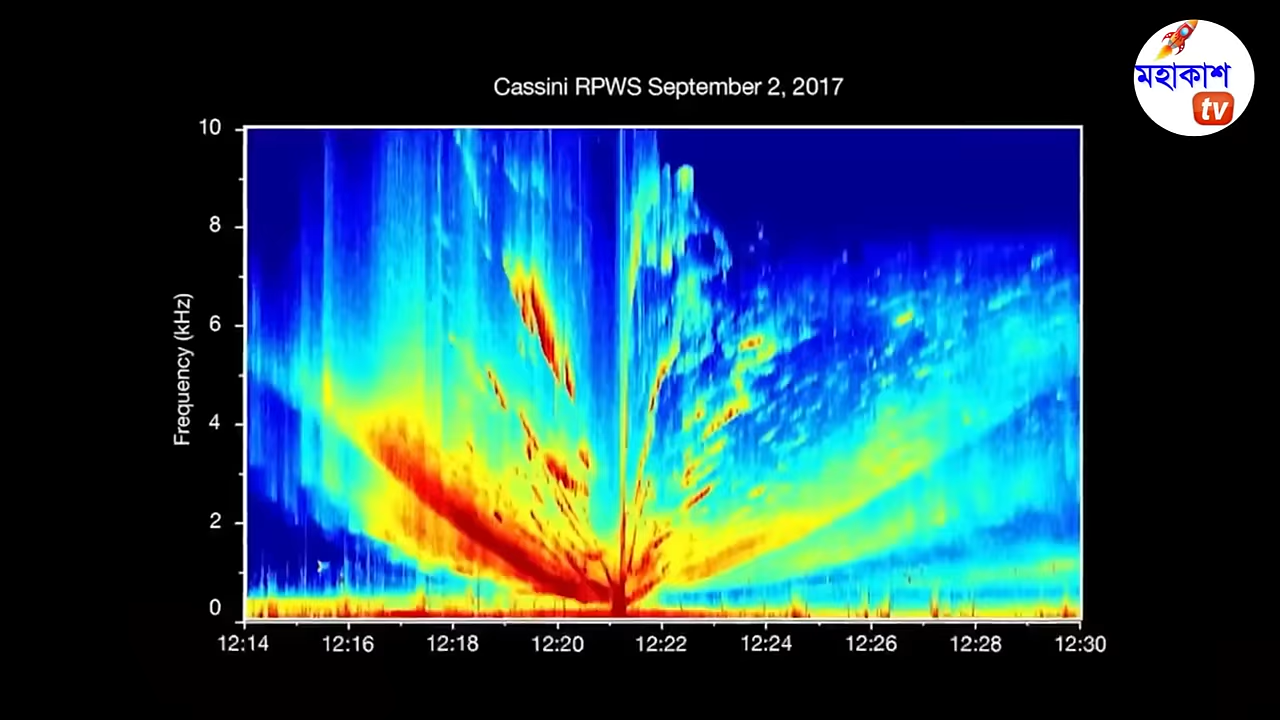 মহাকাশ
tv
Cassini RPWS September 2, 2017
10
8
6
4
2
0
Frequency (kHz)
12:14 12:16 12:18 12:20 12:22 12:24 12:26 12:28 12:30